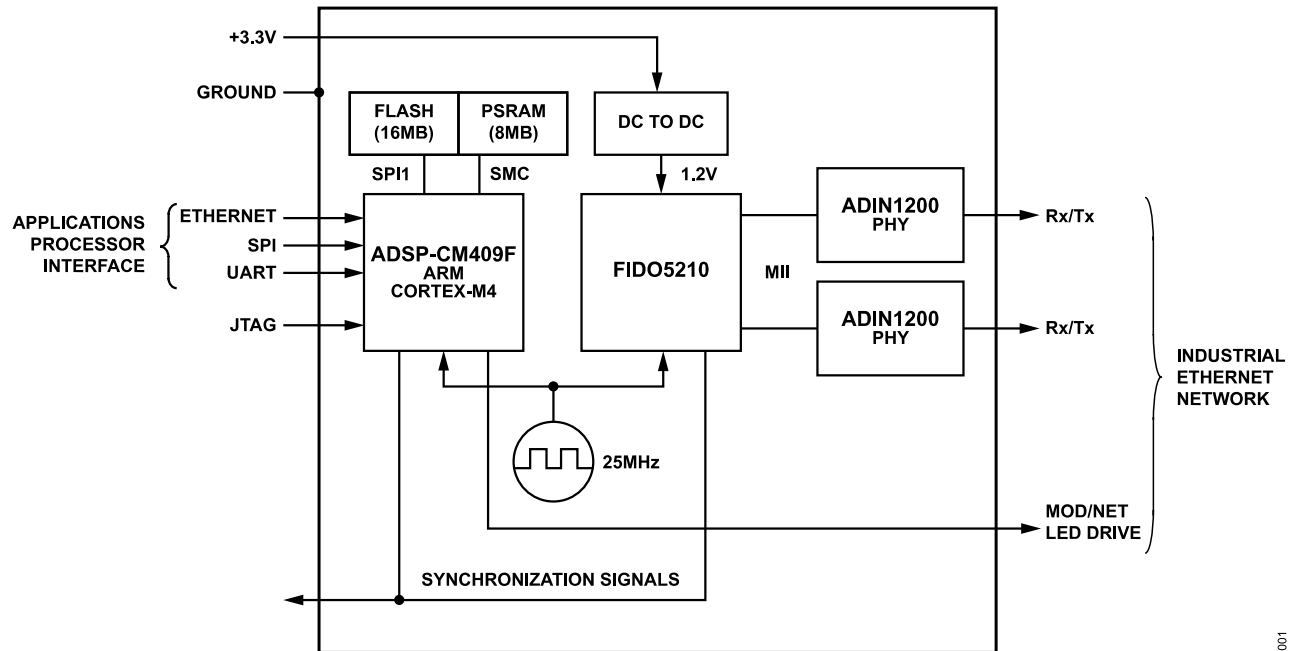 +3.3V
GROUND
FLASH
(16MB)
PSRAM
(8MB)
DC TO DC
SPI1
SMC
1.2V
APPLICATIONS
PROCESSOR
INTERFACE
ETHERNET
SPI
UART
JTAG
ADSP-CM409F
ARM
CORTEX-M4
FIDO5210
MII
ADIN1200
PHY
Rx/Tx
ADIN1200
PHY
Rx/Tx
INDUSTRIAL
ETHERNET
NETWORK
25MHz
MOD/NET
LED DRIVE
SYNCHRONIZATION SIGNALS
001